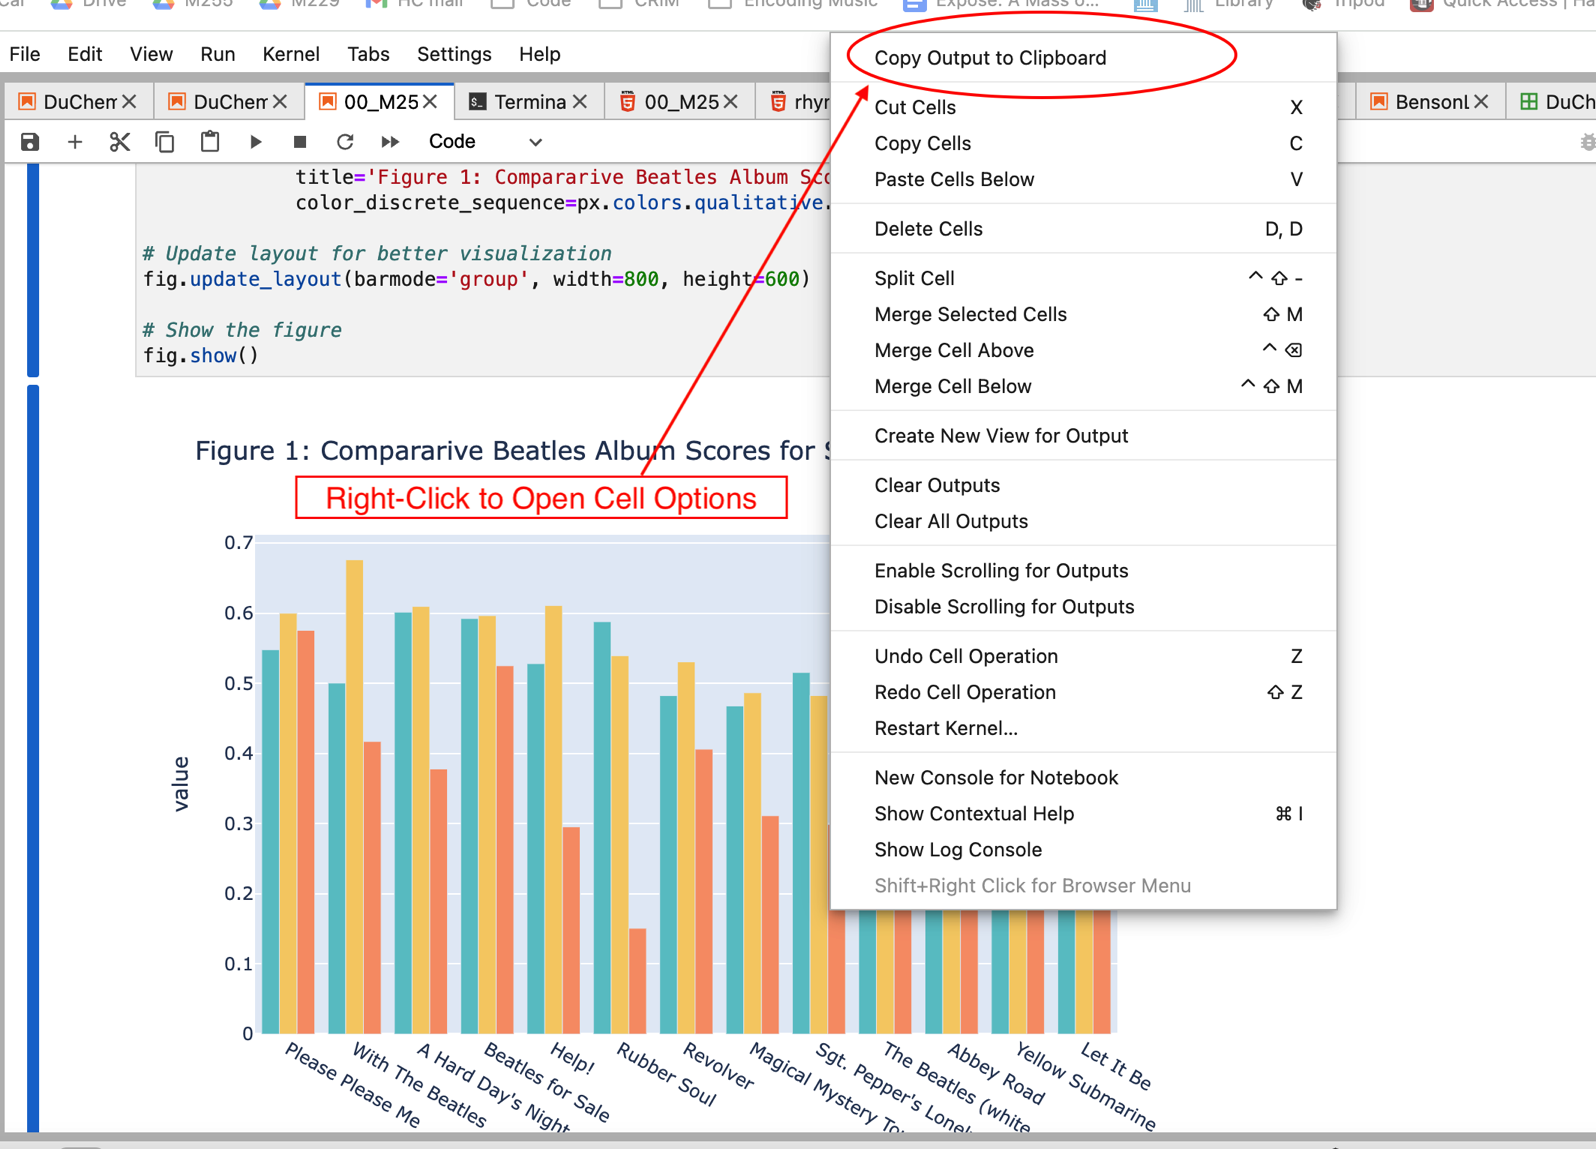 Drive
M255
M229
HC mail
Code
CRIM
Encoding Music
Expose: A Mass o...
Library
Tripod
Quick Access | Ha
File Edit View Run Kernel Tabs Settings Help
DuChem
DuChem
00_M25
Termina
00_M25
rhyr
BensonL
DuCh
Code
title='Figure 1: Compararive Beatles Album Sco
color_discrete_sequence=px.colors.qualitative.
# Update layout for better visualization
fig.update_layout(barmode='group', width=800, height=600)
# Show the figure
fig.show()
Figure 1: Compararive Beatles Album Scores for S
Right-Click to Open Cell Options
0.7
0.6
0.5
0.4
0.3
0.2
0.1
0
value
Please Please Me
With The Beatles
A Hard Day's Night
Beatles for Sale
Help!
Rubber Soul
Revolver
Magical Mystery To
Sgt. Pepper's Lonel
The Beatles (white
Abbey Road
Yellow Submarine
Let It Be
Copy Output to Clipboard
Cut Cells X
Copy Cells C
Paste Cells Below V
Delete Cells D, D
Split Cell ^ ⇧ -
Merge Selected Cells ⇧ M
Merge Cell Above ^ ⌫
Merge Cell Below ^ ⇧ M
Create New View for Output
Clear Outputs
Clear All Outputs
Enable Scrolling for Outputs
Disable Scrolling for Outputs
Undo Cell Operation Z
Redo Cell Operation ⇧ Z
Restart Kernel...
New Console for Notebook
Show Contextual Help ⌘ I
Show Log Console
Shift+Right Click for Browser Menu